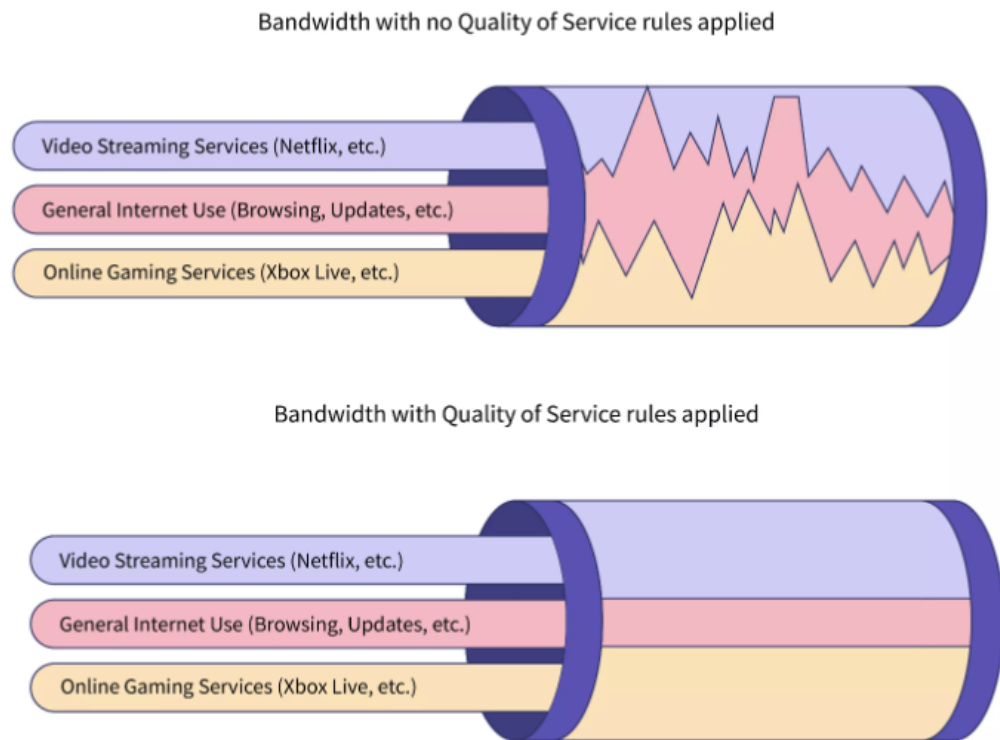 Bandwidth with no Quality of Service rules applied
Video Streaming Services (Netflix, etc.)
General Internet Use (Browsing, Updates, etc.)
Online Gaming Services (Xbox Live, etc.)
Bandwidth with Quality of Service rules applied
Video Streaming Services (Netflix, etc.)
General Internet Use (Browsing, Updates, etc.)
Online Gaming Services (Xbox Live, etc.)